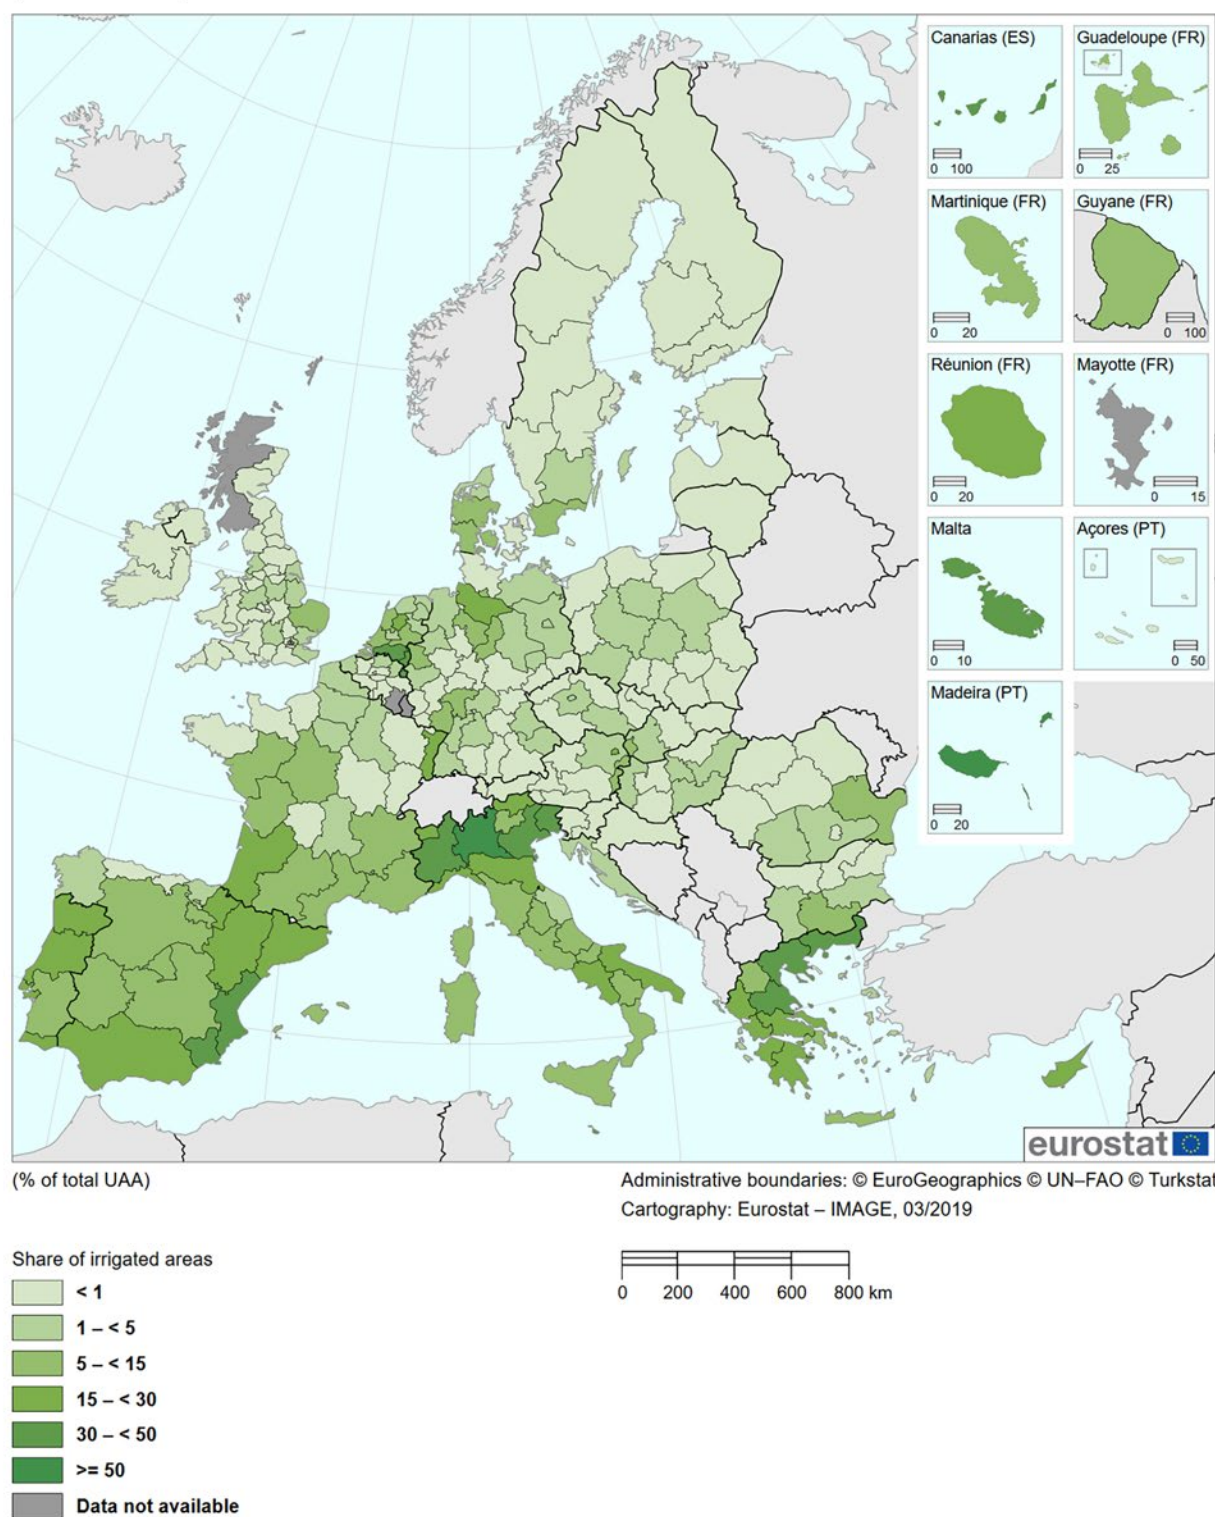 Canarias (ES)
0 100
Guadeloupe (FR)
0 25
Martinique (FR)
0 20
Guyane (FR)
0 100
Réunion (FR)
0 20
Mayotte (FR)
0 15
Malta
0 10
Açores (PT)
0 50
Madeira (PT)
0 20
eurostat
(% of total UAA)
Administrative boundaries: © EuroGeographics © UN–FAO © Turkstat
Cartography: Eurostat – IMAGE, 03/2019
0 200 400 600 800 km
Share of irrigated areas
< 1
1 – < 5
5 – < 15
15 – < 30
30 – < 50
>= 50
Data not available